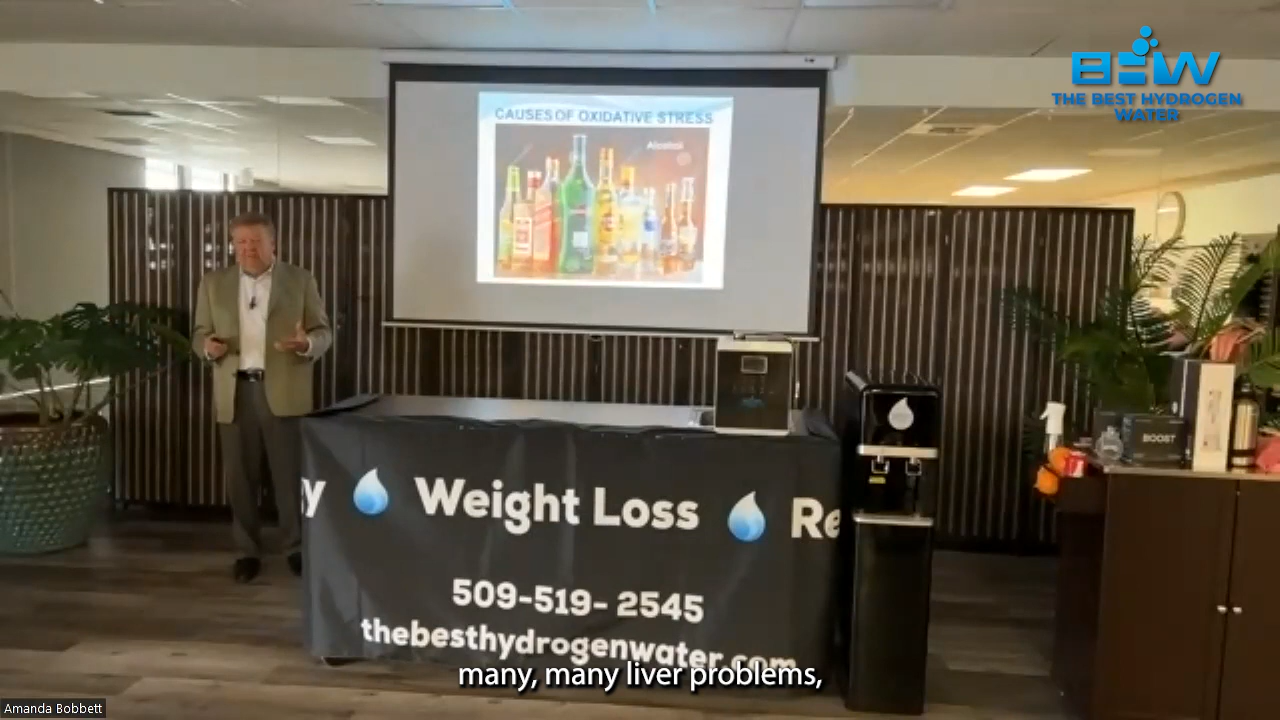 BHW
THE BEST HYDROGEN
WATER
CAUSES OF OXIDATIVE STRESS
Alcohol
BOOST
Weight Loss
Re
509-519- 2545
thebesthydrogenwater.com
many, many liver problems,
Amanda Bobbett